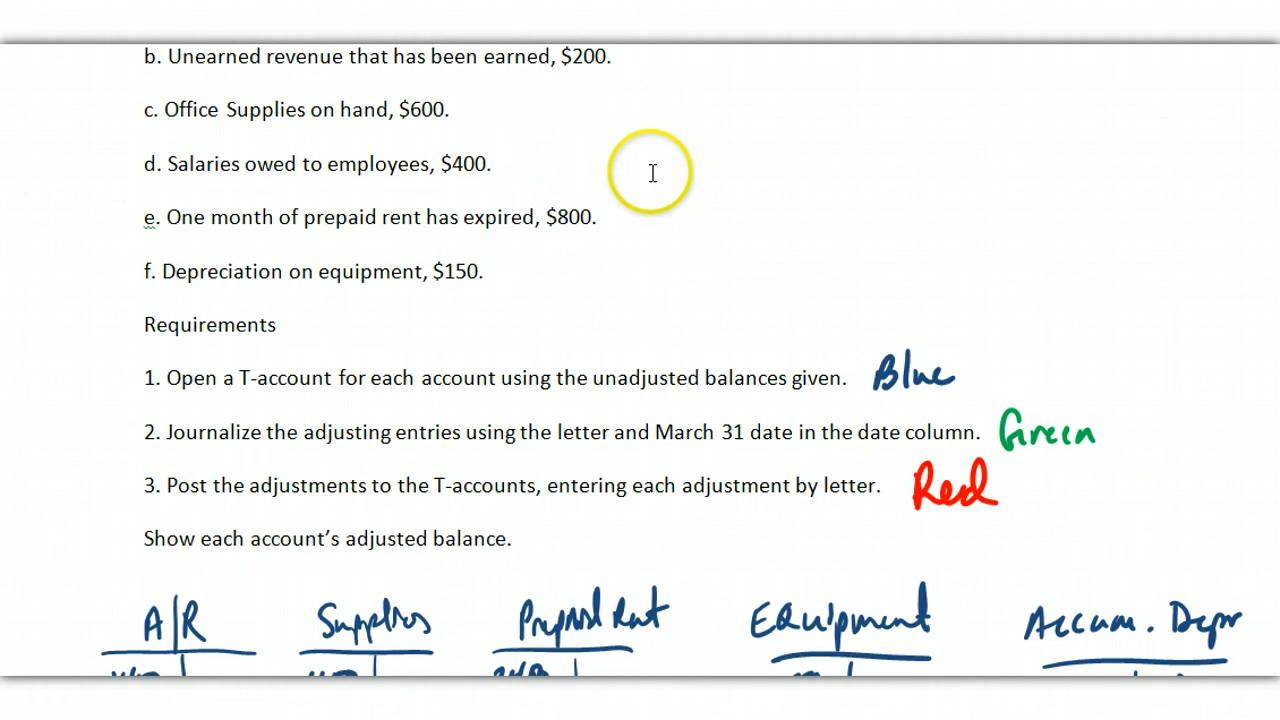 b. Unearned revenue that has been earned, $200.
c. Office Supplies on hand, $600.
d. Salaries owed to employees, $400.
e. One month of prepaid rent has expired, $800.
f. Depreciation on equipment, $150.
Requirements
1. Open a T-account for each account using the unadjusted balances given. Blue
2. Journalize the adjusting entries using the letter and March 31 date in the date column. Green
3. Post the adjustments to the T-accounts, entering each adjustment by letter. Red
Show each account's adjusted balance.
A/R Supplies Prepaid Rent Equipment Accum. Depr